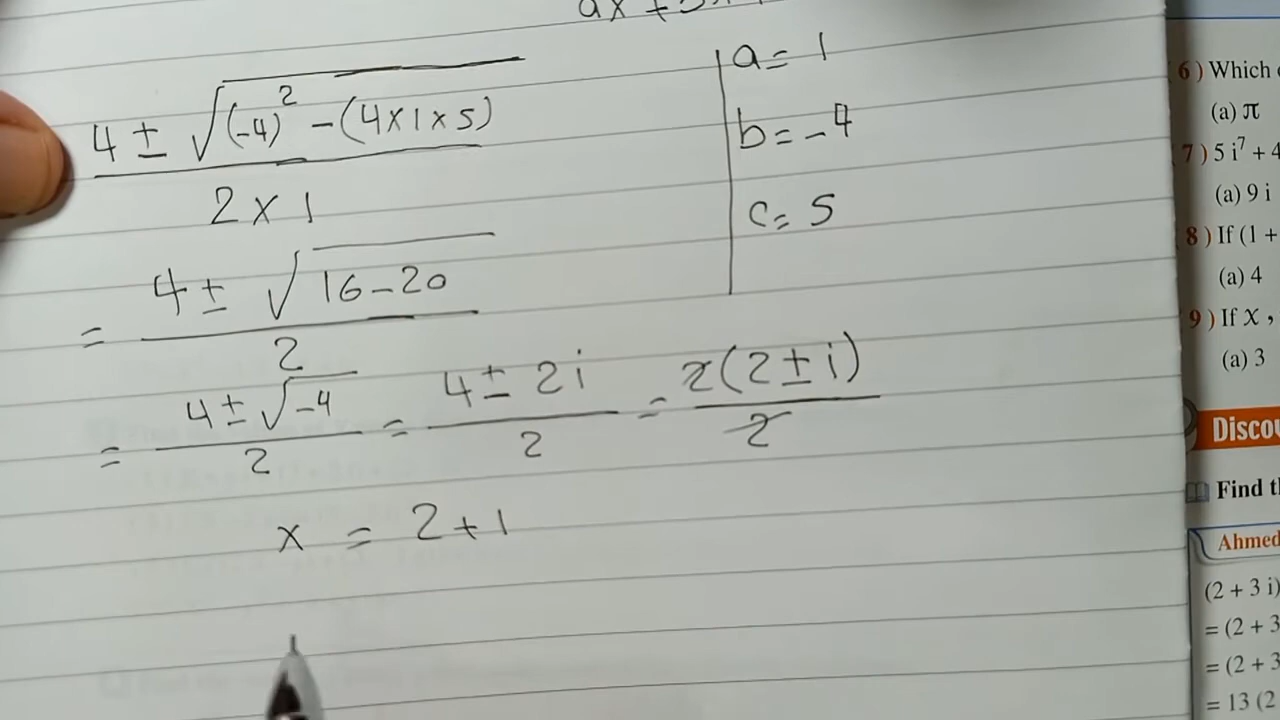 a = 1
4 ± √(-4)² - (4 x 1 x 5)
b = -4
2 x 1
c = 5
= 4 ± √16 - 20
2
= 4 ± √-4 = 4 ± 2i = 2(2 ± i)
2 2 2
x = 2 + 1
6 ) Which
(a) π
7 ) 5 i⁷ + 4
(a) 9 i
8 ) If (1 +
(a) 4
9 ) If x ,
(a) 3
Find
Ahmed
(2 + 3 i)
= (2 + 3
= (2 + 3
= 13 (2